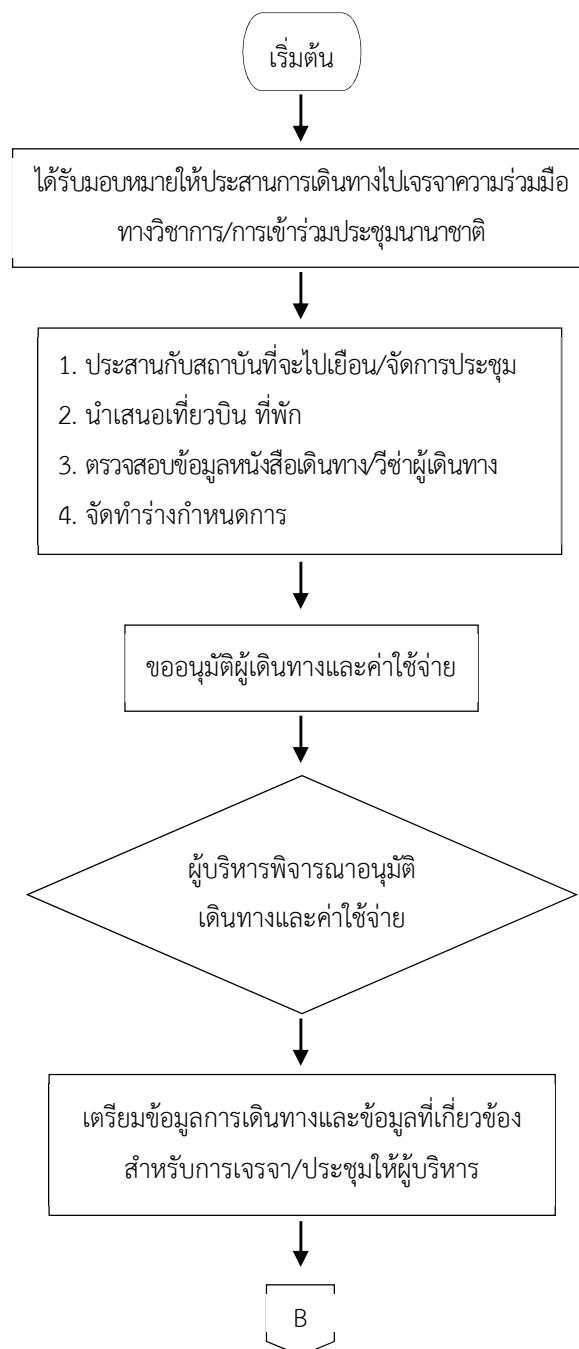 เริ่มต้น
ได้รับมอบหมายให้ประสานการเดินทางไปเจรจาความร่วมมือ
ทางวิชาการ/การเข้าร่วมประชุมนานาชาติ
1. ประสานกับสถาบันที่จะไปเยือน/จัดการประชุม
2. นำเสนอเที่ยวบิน ที่พัก
3. ตรวจสอบข้อมูลหนังสือเดินทาง/วีซ่าผู้เดินทาง
4. จัดทำร่างกำหนดการ
ขออนุมัติผู้เดินทางและค่าใช้จ่าย
ผู้บริหารพิจารณาอนุมัติ
เดินทางและค่าใช้จ่าย
เตรียมข้อมูลการเดินทางและข้อมูลที่เกี่ยวข้อง
สำหรับการเจรจา/ประชุมให้ผู้บริหาร
B